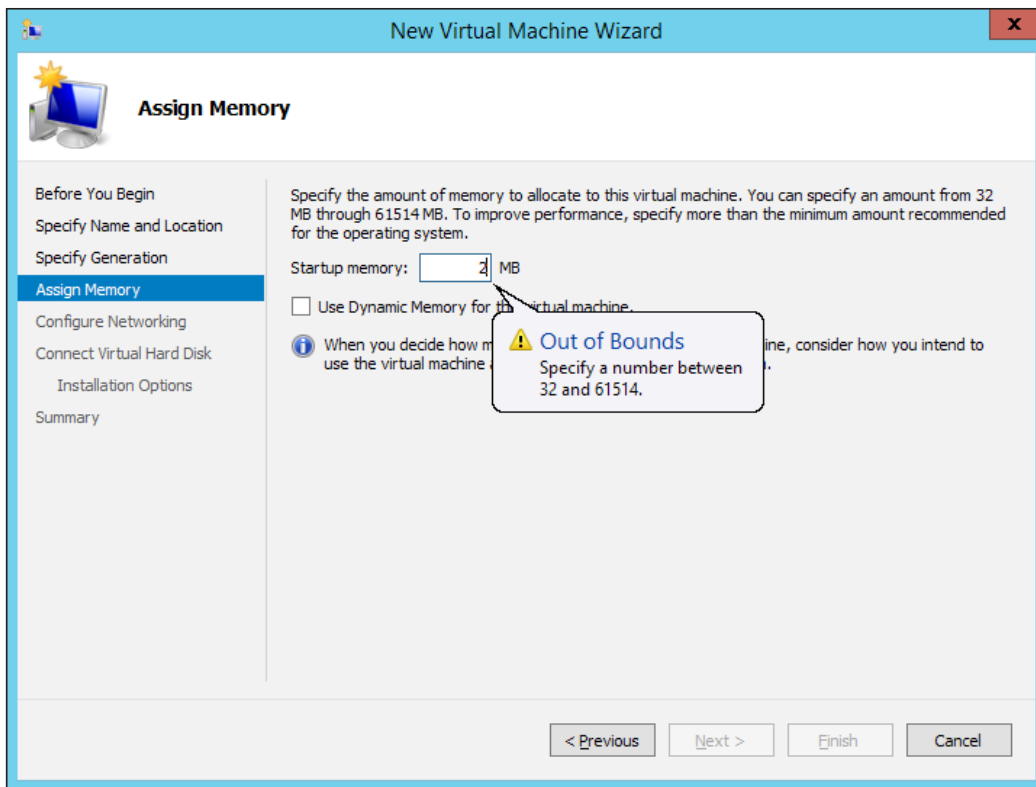 New Virtual Machine Wizard
x
Assign Memory
Before You Begin
Specify Name and Location
Specify Generation
Assign Memory
Configure Networking
Connect Virtual Hard Disk
Installation Options
Summary
Specify the amount of memory to allocate to this virtual machine. You can specify an amount from 32
MB through 61514 MB. To improve performance, specify more than the minimum amount recommended
for the operating system.
Startup memory: 2 MB
Use Dynamic Memory for this virtual machine.
When you decide how ine, consider how you intend to
use the virtual machine
Out of Bounds
Specify a number between
32 and 61514.
< Previous
Next >
Finish
Cancel